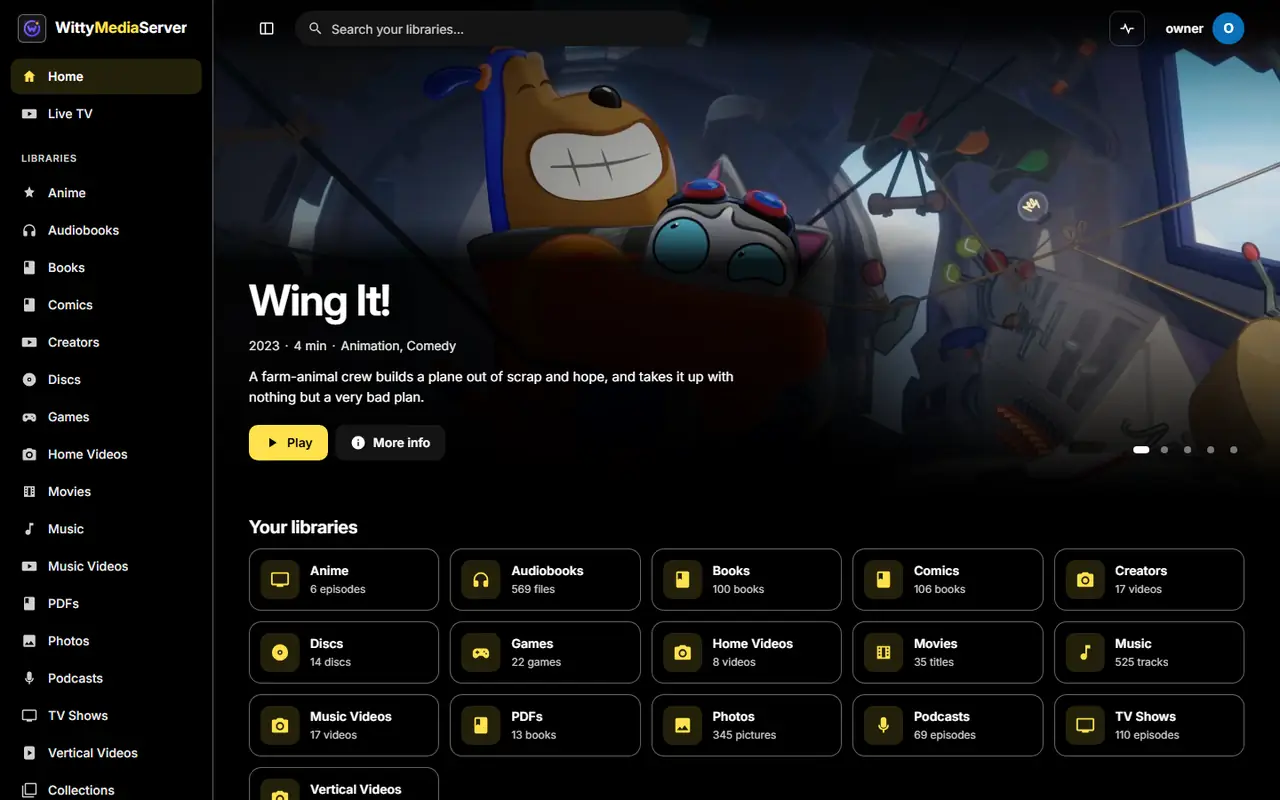 WittyMediaServer
Search your libraries...
owner
O
Home
Live TV
LIBRARIES
Anime
Audiobooks
Books
Comics
Creators
Discs
Games
Home Videos
Movies
Music
Music Videos
PDFs
Photos
Podcasts
TV Shows
Vertical Videos
Collections
Wing It!
2023 · 4 min · Animation, Comedy
A farm-animal crew builds a plane out of scrap and hope, and takes it up with
nothing but a very bad plan.
Play
More info
Your libraries
Anime
6 episodes
Audiobooks
569 files
Books
100 books
Comics
106 books
Creators
17 videos
Discs
14 discs
Games
22 games
Home Videos
8 videos
Movies
35 titles
Music
525 tracks
Music Videos
17 videos
PDFs
13 books
Photos
345 pictures
Podcasts
69 episodes
TV Shows
110 episodes
Vertical Videos